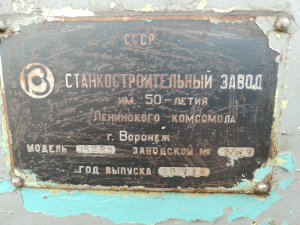 СССР
СТАНКОСТРОИТЕЛЬНЫЙ ЗАВОД
ИМ. 50-ЛЕТИЯ
ЛЕНИНСКОГО КОМСОМОЛА
г. Воронеж
МОДЕЛЬ ЗАВОДСКОЙ №
ГОД ВЫПУСКА